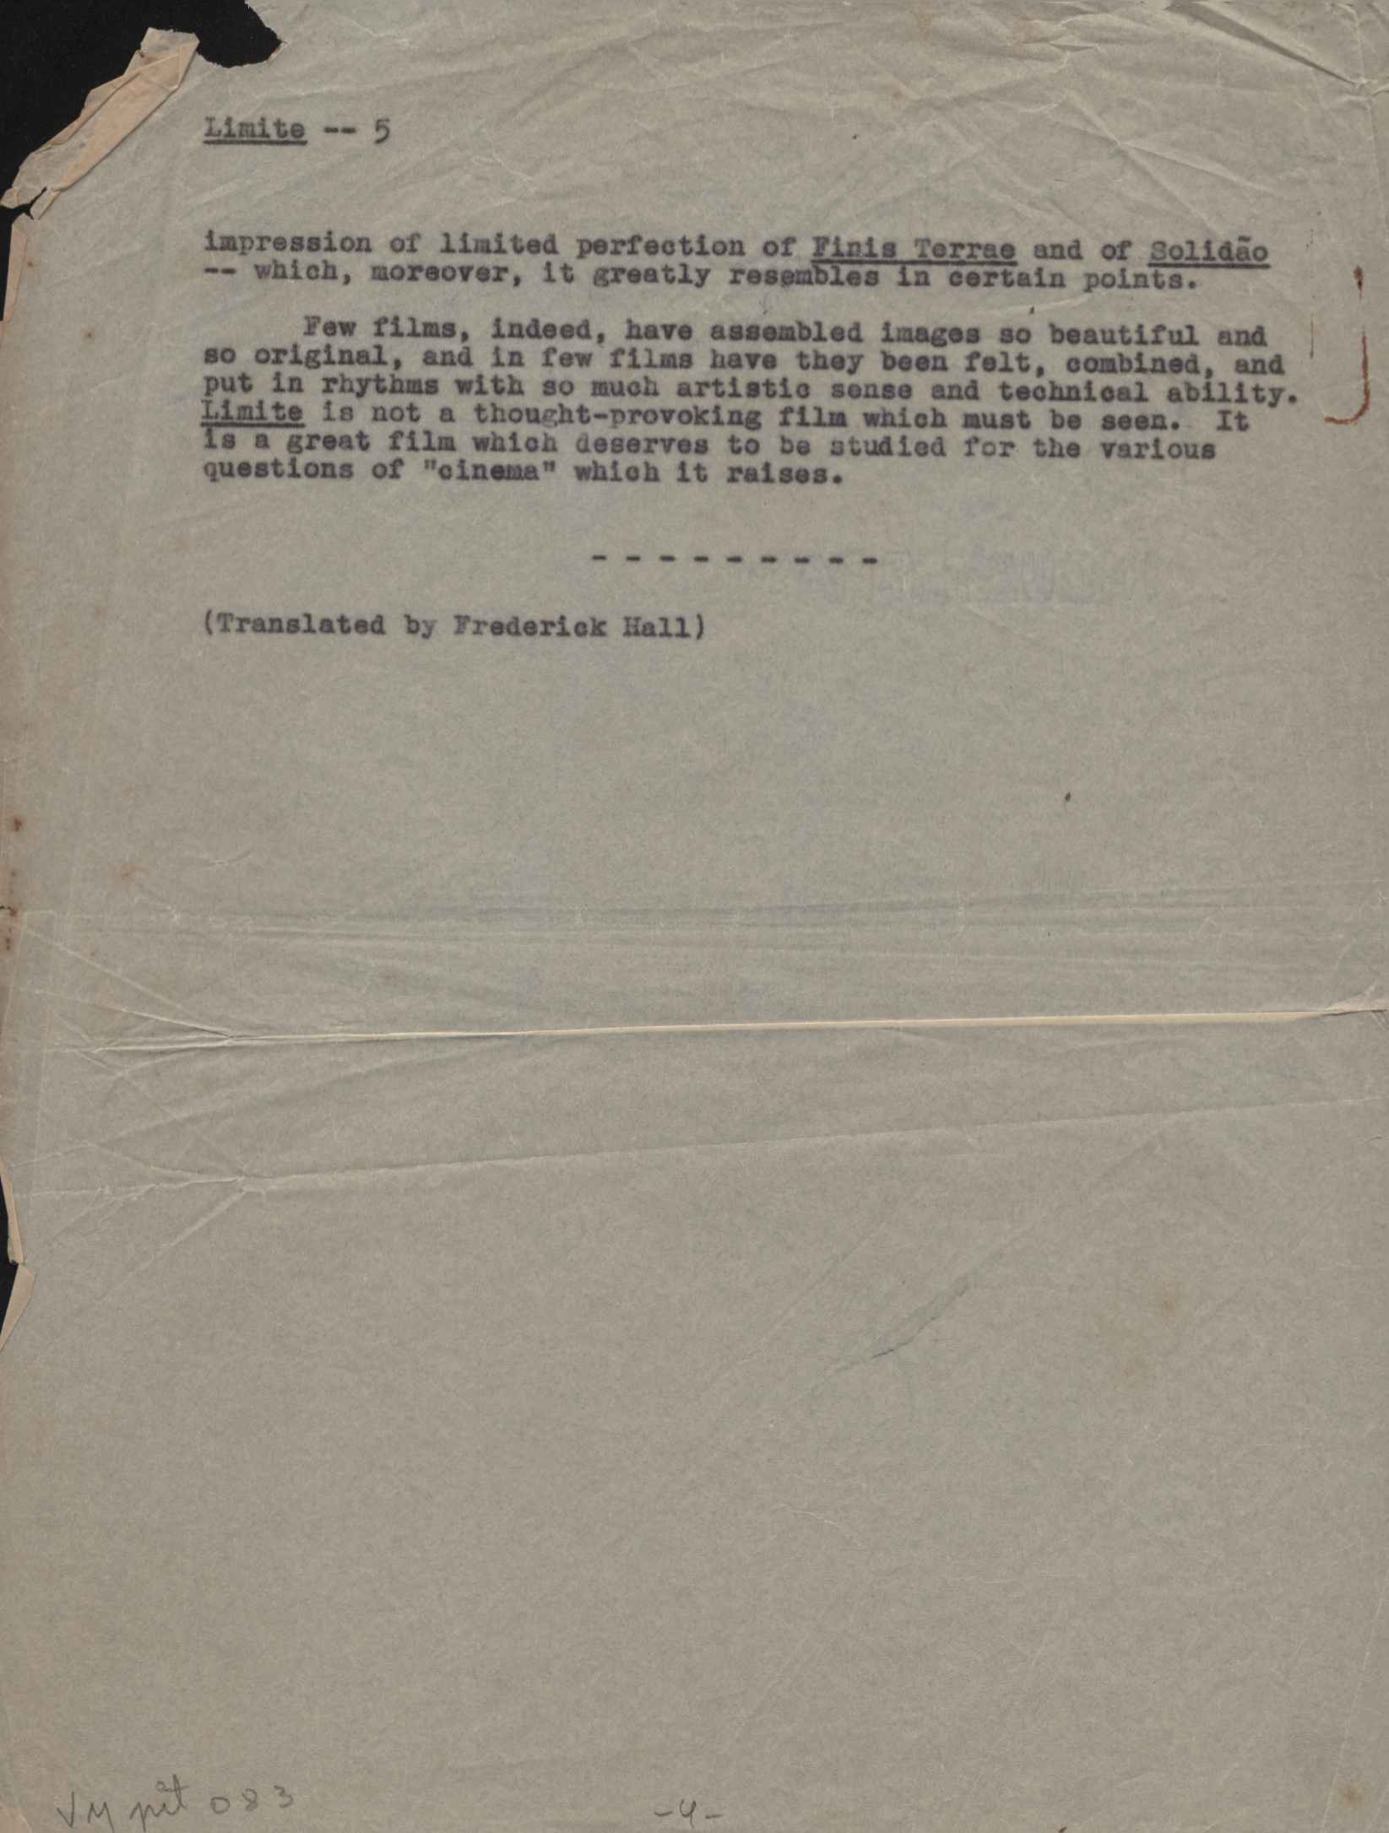 Limite -- 5
impression of limited perfection of Finis Terrae and of Solidão
-- which, moreover, it greatly resembles in certain points.
Few films, indeed, have assembled images so beautiful and
so original, and in few films have they been felt, combined, and
put in rhythms with so much artistic sense and technical ability.
Limite is not a thought-provoking film which must be seen. It
is a great film which deserves to be studied for the various
questions of "cinema" which it raises.
- - - - - - - - -
(Translated by Frederick Hall)
083
-4-